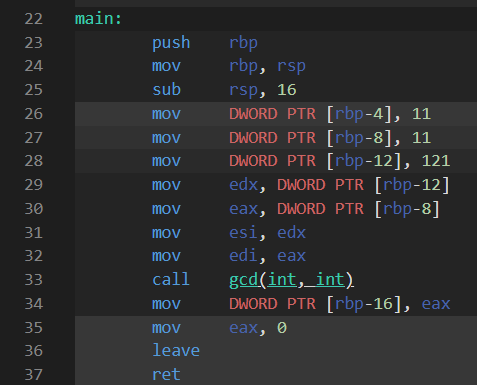 22 main:
23 push rbp
24 mov rbp, rsp
25 sub rsp, 16
26 mov DWORD PTR [rbp-4], 11
27 mov DWORD PTR [rbp-8], 11
28 mov DWORD PTR [rbp-12], 121
29 mov edx, DWORD PTR [rbp-12]
30 mov eax, DWORD PTR [rbp-8]
31 mov esi, edx
32 mov edi, eax
33 call gcd(int, int)
34 mov DWORD PTR [rbp-16], eax
35 mov eax, 0
36 leave
37 ret